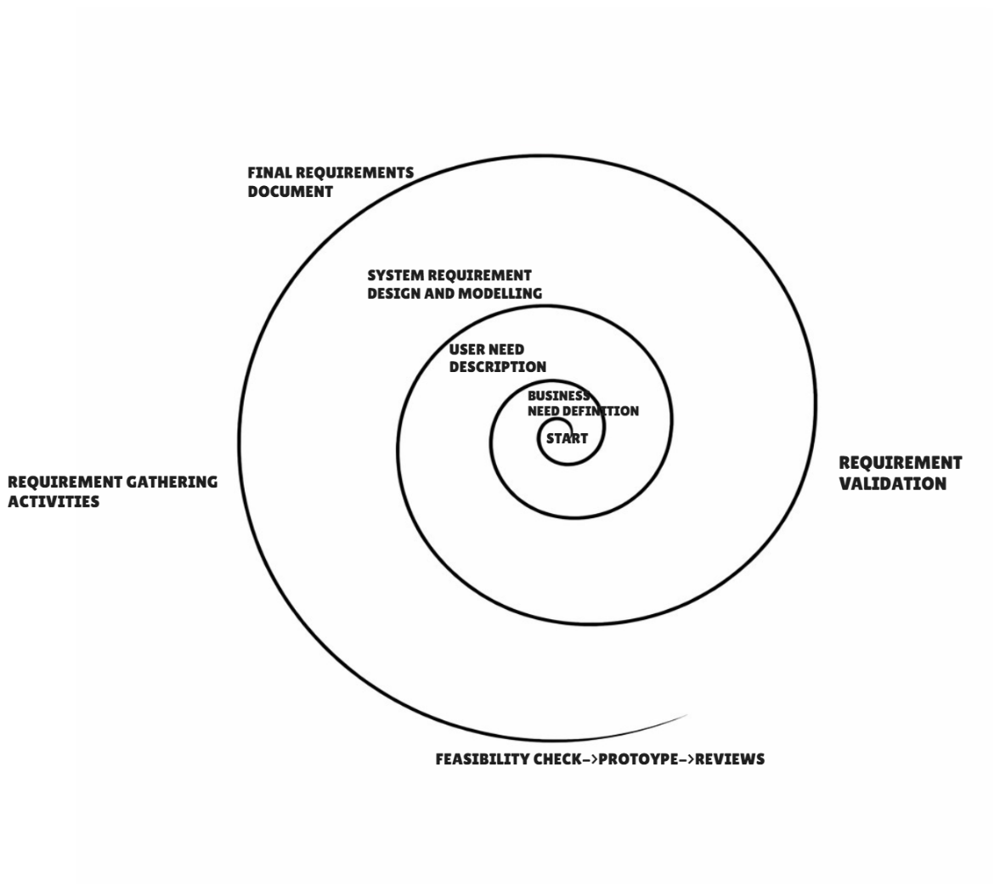 FINAL REQUIREMENTS
DOCUMENT
SYSTEM REQUIREMENT
DESIGN AND MODELLING
USER NEED
DESCRIPTION
BUSINESS
NEED DEFINITION
START
REQUIREMENT GATHERING
ACTIVITIES
REQUIREMENT
VALIDATION
FEASIBILITY CHECK->PROTOYPE->REVIEWS